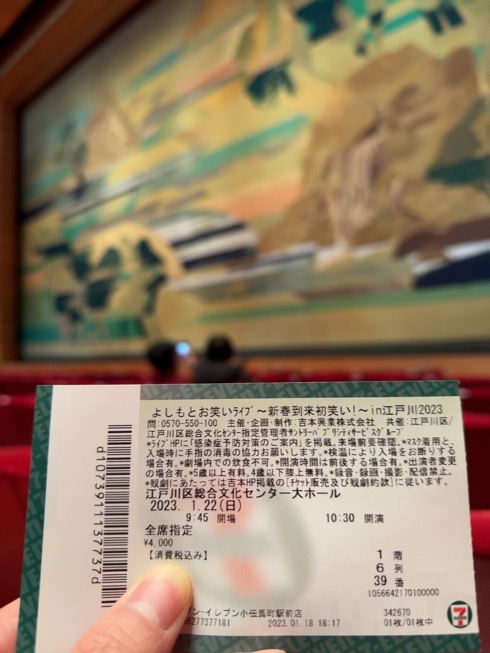 よしもとお笑いﾗｲﾌﾞ～新春到来初笑い!～in江戸川2023
問:0570-550-100 主催・企画・制作:吉本興業株式会社 共催:江戸川区/
江戸川区総合文化ｾﾝﾀｰ指定管理者ｻﾝﾄﾘｰﾊﾟﾌﾞﾘｼﾃｨｻｰﾋﾞｽｸﾞﾙｰﾌﾟ
*ﾗｲﾌﾞHPに「感染症予防対策のご案内」を掲載。来場前要確認。*ﾏｽｸ着用と、
入場時に手指の消毒の協力お願いします。*検温により入場をお断りする
場合有。*劇場内での飲食不可。*開演時間は前後する場合有。*出演者変更
の場合有。*5歳以上有料、4歳以下膝上無料。*録音・録画・撮影・配信禁止。
*観劇にあたっては吉本HP掲載の[ﾁｹｯﾄ販売及び観劇約款]に従います。
江戸川区総合文化センター大ホール
2023. 1.22(日)
9:45 開場 10:30 開演
全席指定
¥4,000
【消費税込み】
1 階
6 列
39 番
1056642170100000
ン-イレブン小伝馬町駅前店 342670
6277377181 2023.01.18 18:17 01枚/01枚中
d1073911137737d